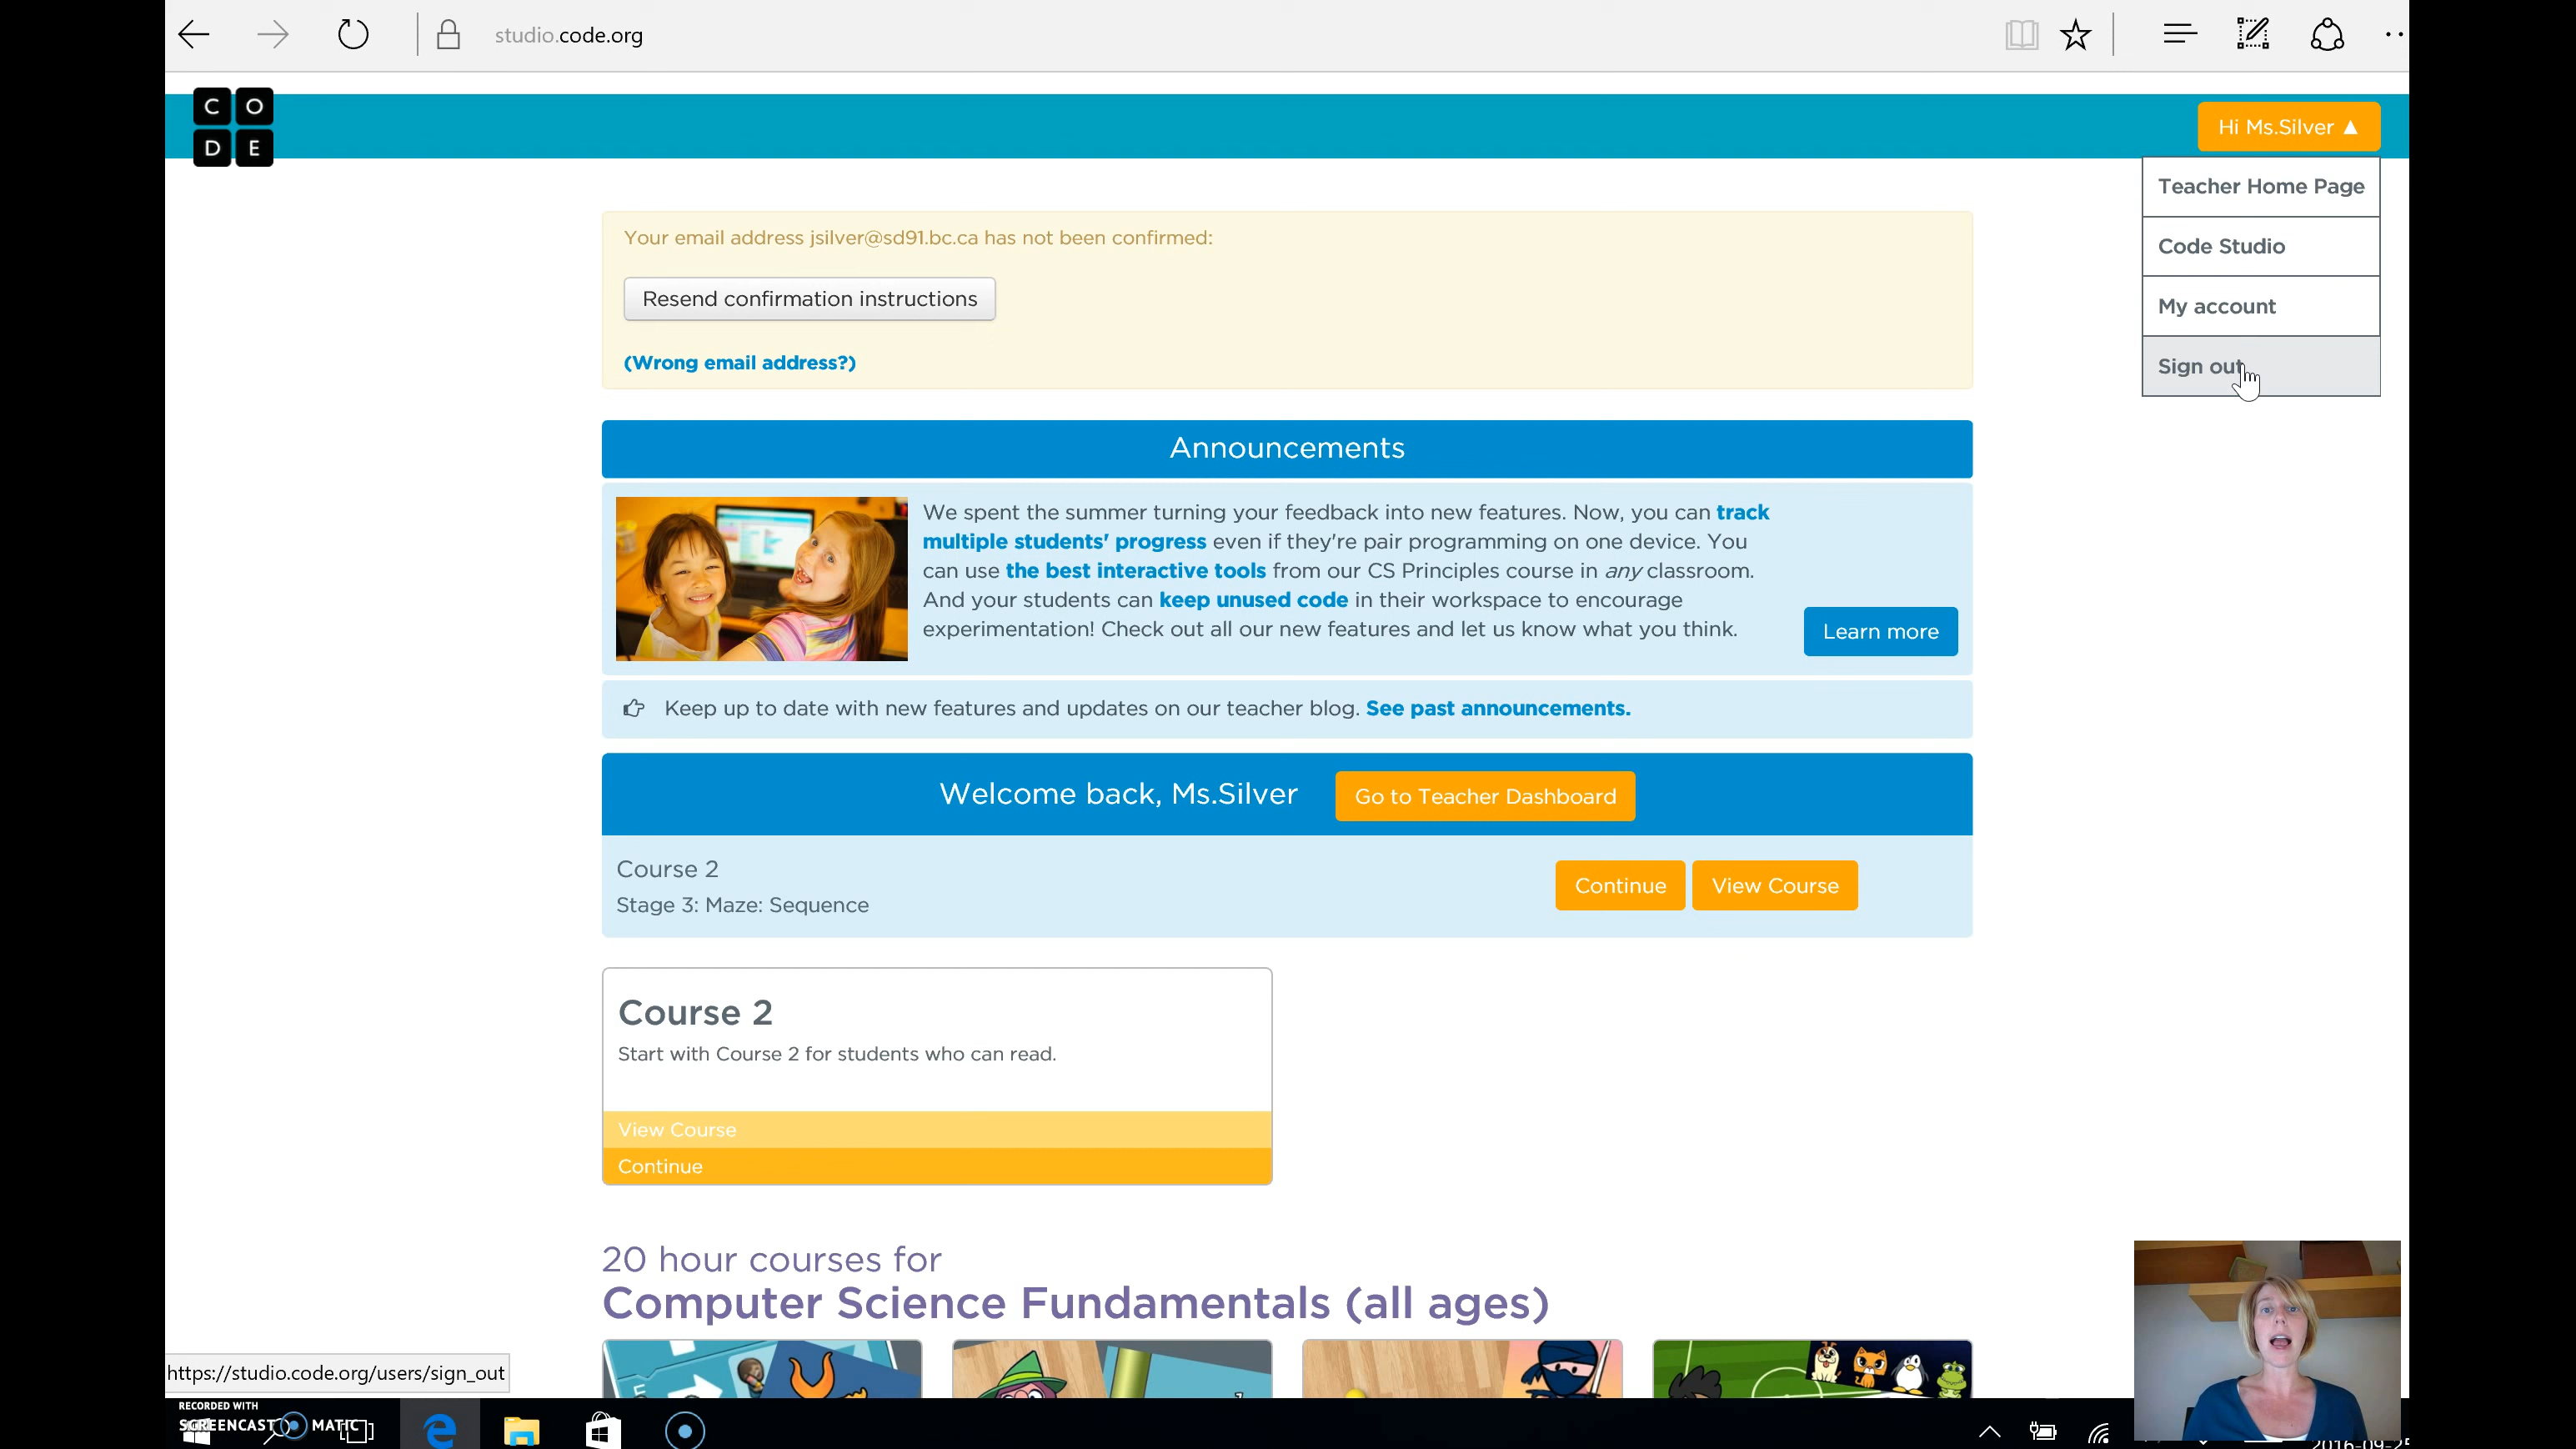 studio.code.org
C O
D E
Hi Ms.Silver ▲
Teacher Home Page
Code Studio
My account
Sign out
Your email address jsilver@sd91.bc.ca has not been confirmed:
Resend confirmation instructions
(Wrong email address?)
Announcements
We spent the summer turning your feedback into new features. Now, you can track
multiple students' progress even if they're pair programming on one device. You
can use the best interactive tools from our CS Principles course in any classroom.
And your students can keep unused code in their workspace to encourage
experimentation! Check out all our new features and let us know what you think.
Learn more
Keep up to date with new features and updates on our teacher blog. See past announcements.
Welcome back, Ms.Silver
Go to Teacher Dashboard
Course 2
Stage 3: Maze: Sequence
Continue
View Course
Course 2
Start with Course 2 for students who can read.
View Course
Continue
20 hour courses for
Computer Science Fundamentals (all ages)
https://studio.code.org/users/sign_out
RECORDED WITH
SCREENCAST MATIC